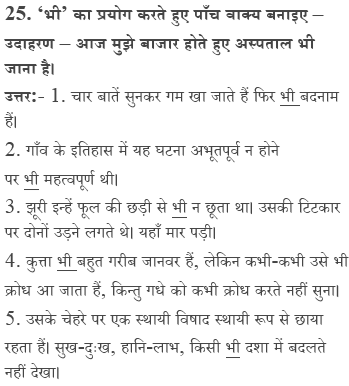 25. ‘भी’ का प्रयोग करते हुए पाँच वाक्य बनाइए –
उदाहरण – आज मुझे बाजार होते हुए अस्पताल भी
जाना है।
उत्तर:- 1. चार बातें सुनकर गम खा जाते हैं फिर भी बदनाम
हैं।
2. गाँव के इतिहास में यह घटना अभूतपूर्व न होने
पर भी महत्वपूर्ण थी।
3. झूरी इन्हें फूल की छड़ी से भी न छूता था। उसकी टिटकार
पर दोनों उड़ने लगते थे। यहाँ मार पड़ी।
4. कुत्ता भी बहुत गरीब जानवर हैं, लेकिन कभी-कभी उसे भी
क्रोध आ जाता हैं, किन्तु गधे को कभी क्रोध करते नहीं सुना।
5. उसके चेहरे पर एक स्थायी विषाद स्थायी रूप से छाया
रहता हैं। सुख-दुःख, हानि-लाभ, किसी भी दशा में बदलते
नहीं देखा।